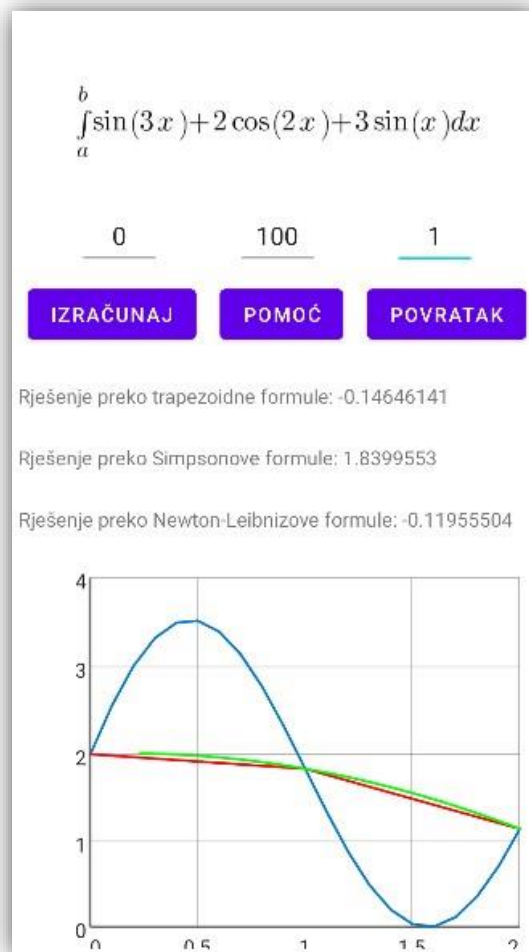 b
∫sin(3x)+2cos(2x)+3sin(x)dx
a
0 100 1
IZRAČUNAJ POMOĆ POVRATAK
Rješenje preko trapezoidne formule: -0.14646141
Rješenje preko Simpsonove formule: 1.8399553
Rješenje preko Newton-Leibnizove formule: -0.11955504
4
3
2
1
0
0 0.5 1 1.5 2